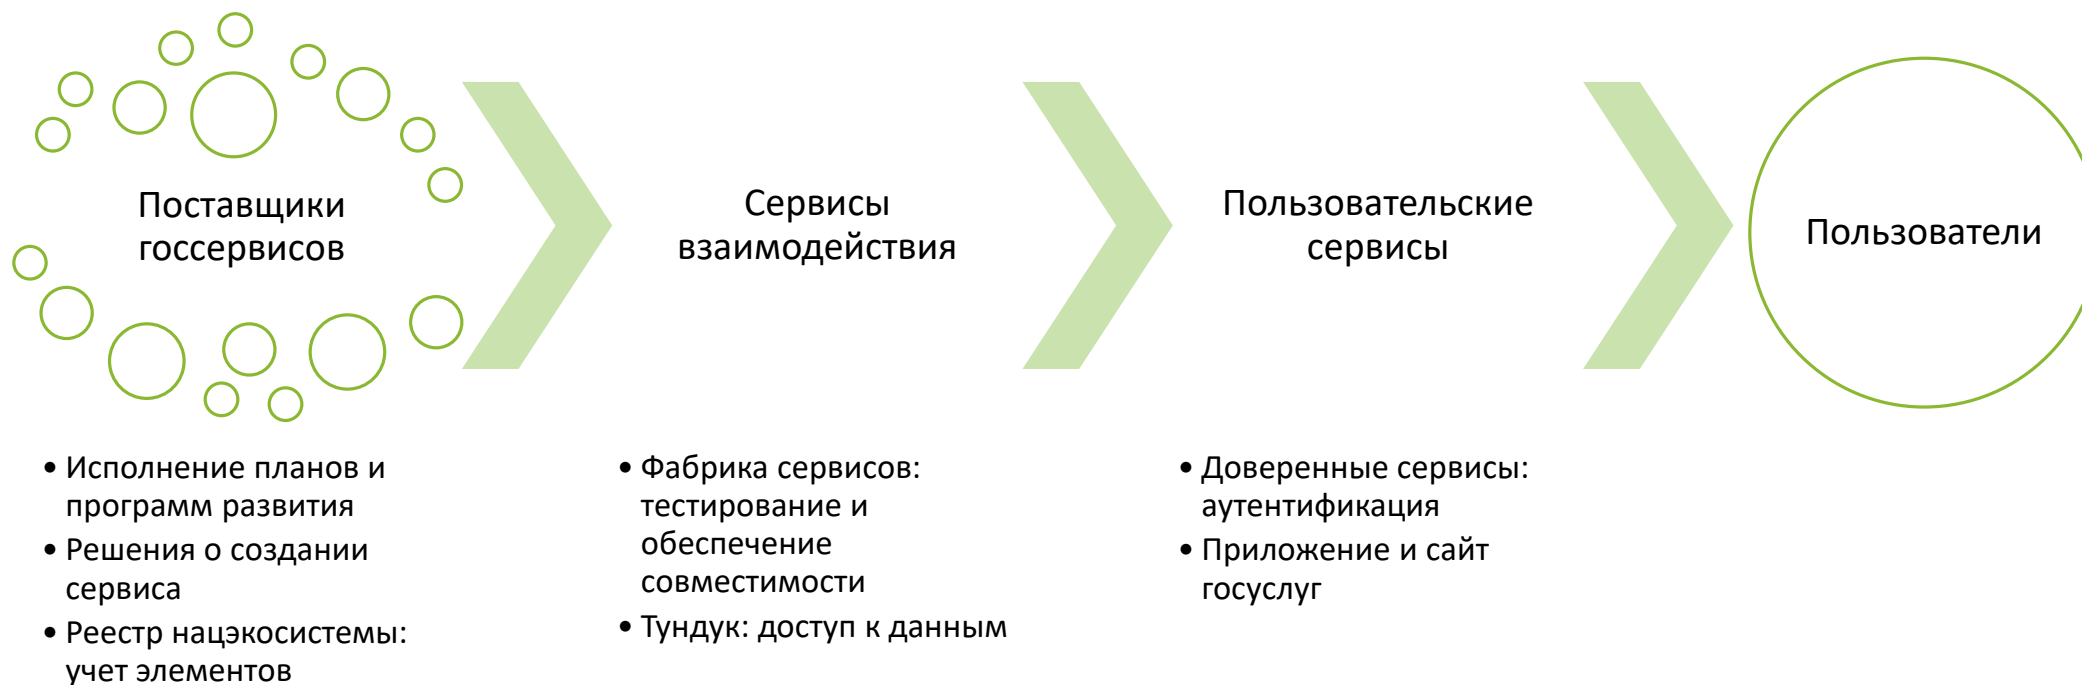 Поставщики
госсервисов
Сервисы
взаимодействия
Пользовательские
сервисы
Пользователи
• Исполнение планов и
программ развития
• Решения о создании
сервиса
• Реестр нацэкосистемы:
учет элементов
• Фабрика сервисов:
тестирование и
обеспечение
совместимости
• Тундук: доступ к данным
• Доверенные сервисы:
аутентификация
• Приложение и сайт
госуслуг